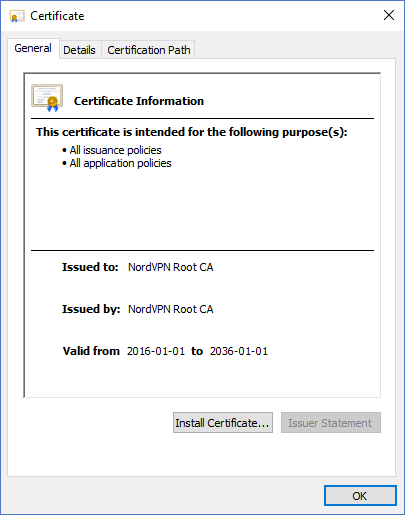 Certificate
General Details Certification Path
Certificate Information
This certificate is intended for the following purpose(s):
• All issuance policies
• All application policies
Issued to: NordVPN Root CA
Issued by: NordVPN Root CA
Valid from 2016-01-01 to 2036-01-01
Install Certificate... Issuer Statement
OK